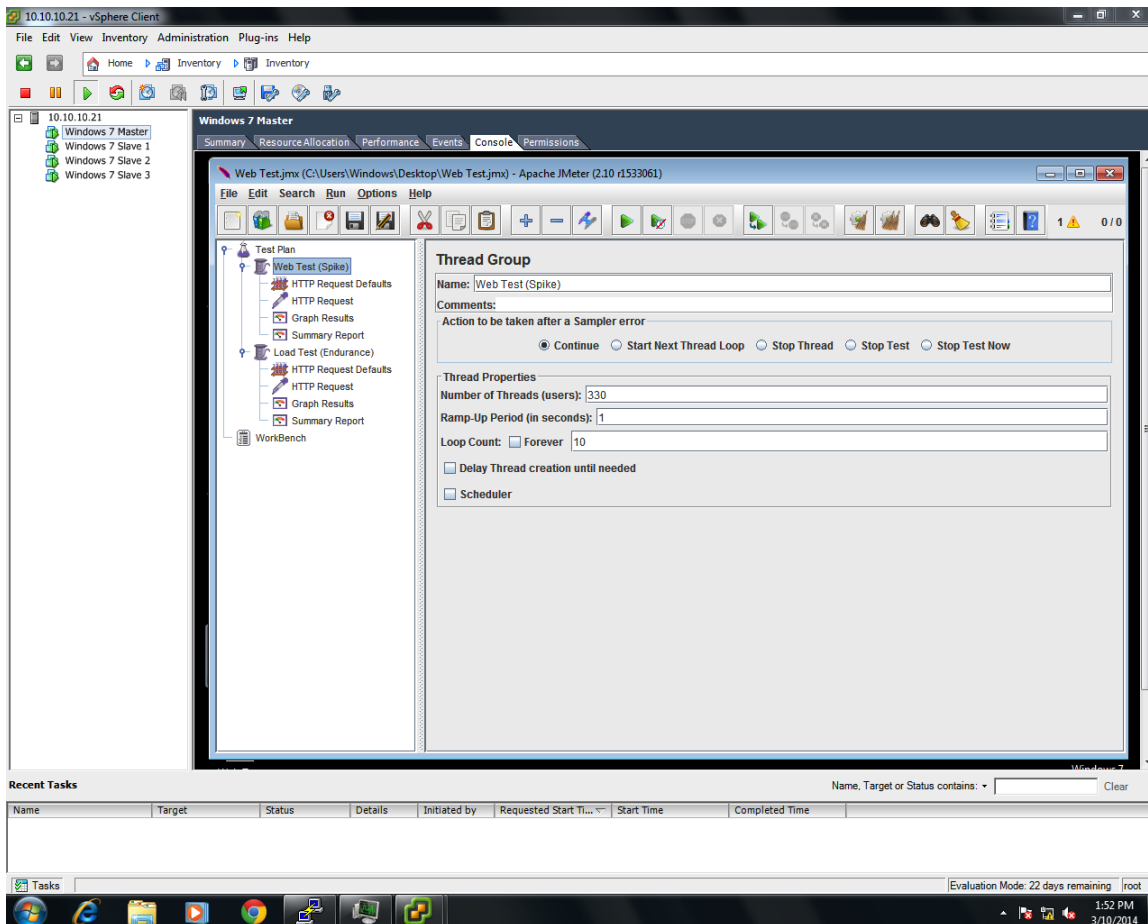 10.10.10.21 - vSphere Client
File Edit View Inventory Administration Plug-ins Help
Home Inventory Inventory
10.10.10.21
Windows 7 Master
Windows 7 Slave 1
Windows 7 Slave 2
Windows 7 Slave 3
Windows 7 Master
Summary Resource Allocation Performance Events Console Permissions
Web Test.jmx (C:\Users\Windows\Desktop\Web Test.jmx) - Apache JMeter (2.10 r1533061)
File Edit Search Run Options Help
1 0 / 0
Test Plan
Web Test (Spike)
HTTP Request Defaults
HTTP Request
Graph Results
Summary Report
Load Test (Endurance)
HTTP Request Defaults
HTTP Request
Graph Results
Summary Report
WorkBench
Thread Group
Name: Web Test (Spike)
Comments:
Action to be taken after a Sampler error
Continue Start Next Thread Loop Stop Thread Stop Test Stop Test Now
Thread Properties
Number of Threads (users): 330
Ramp-Up Period (in seconds): 1
Loop Count: Forever 10
Delay Thread creation until needed
Scheduler
Recent Tasks
Name, Target or Status contains: Clear
Name Target Status Details Initiated by Requested Start Ti... Start Time Completed Time
Tasks
Evaluation Mode: 22 days remaining root
1:52 PM
3/10/2014